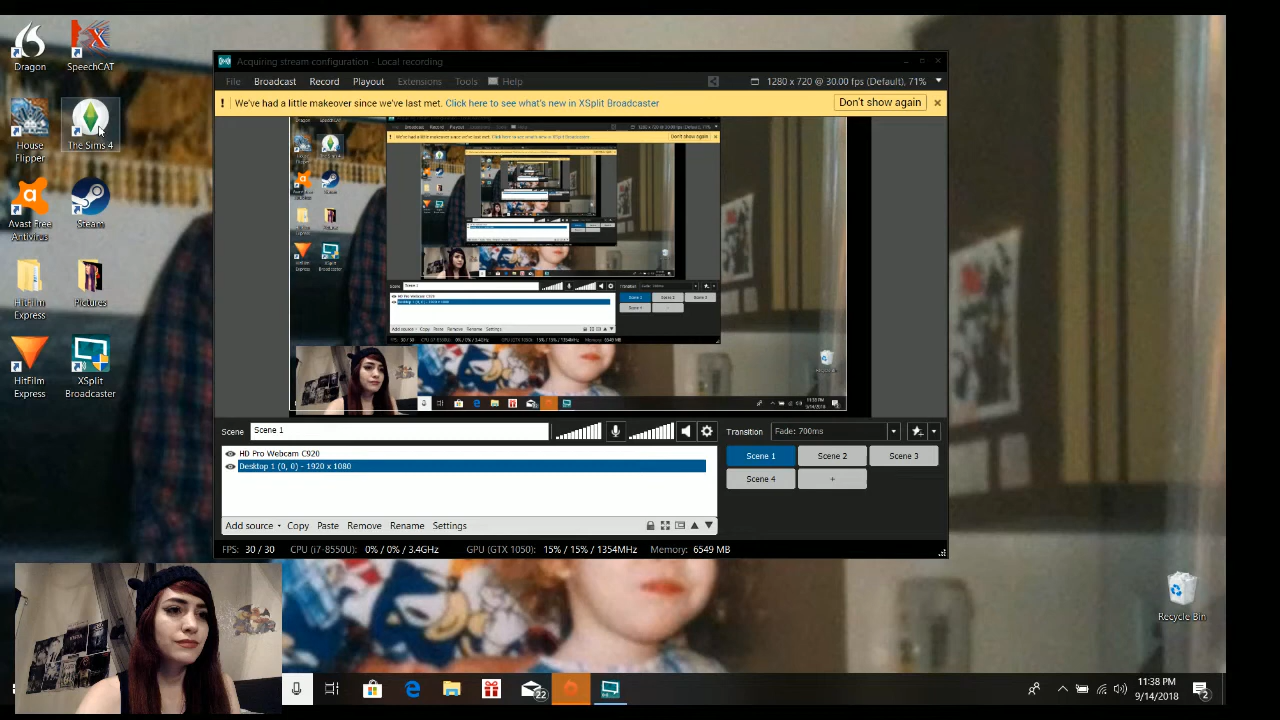 Dragon
SpeechCAT
House
Flipper
The Sims 4
Avast Free
Antivirus
Steam
HitFilm
Express
Pictures
HitFilm
Express
XSplit
Broadcaster
Acquiring stream configuration - Local recording
File Broadcast Record Playout Extensions Tools Help
1280 x 720 @ 30.00 fps (Default), 71%
! We've had a little makeover since we've last met. Click here to see what's new in XSplit Broadcaster
Don't show again
Scene Scene 1
Transition Fade: 700ms
HD Pro Webcam C920
Desktop 1 (0, 0) - 1920 x 1080
Scene 1 Scene 2 Scene 3
Scene 4 +
Add source Copy Paste Remove Rename Settings
FPS: 30 / 30 CPU (i7-8550U): 0% / 0% / 3.4GHz GPU (GTX 1050): 15% / 15% / 1354MHz Memory: 6549 MB
Recycle Bin
22
11:38 PM
9/14/2018
2